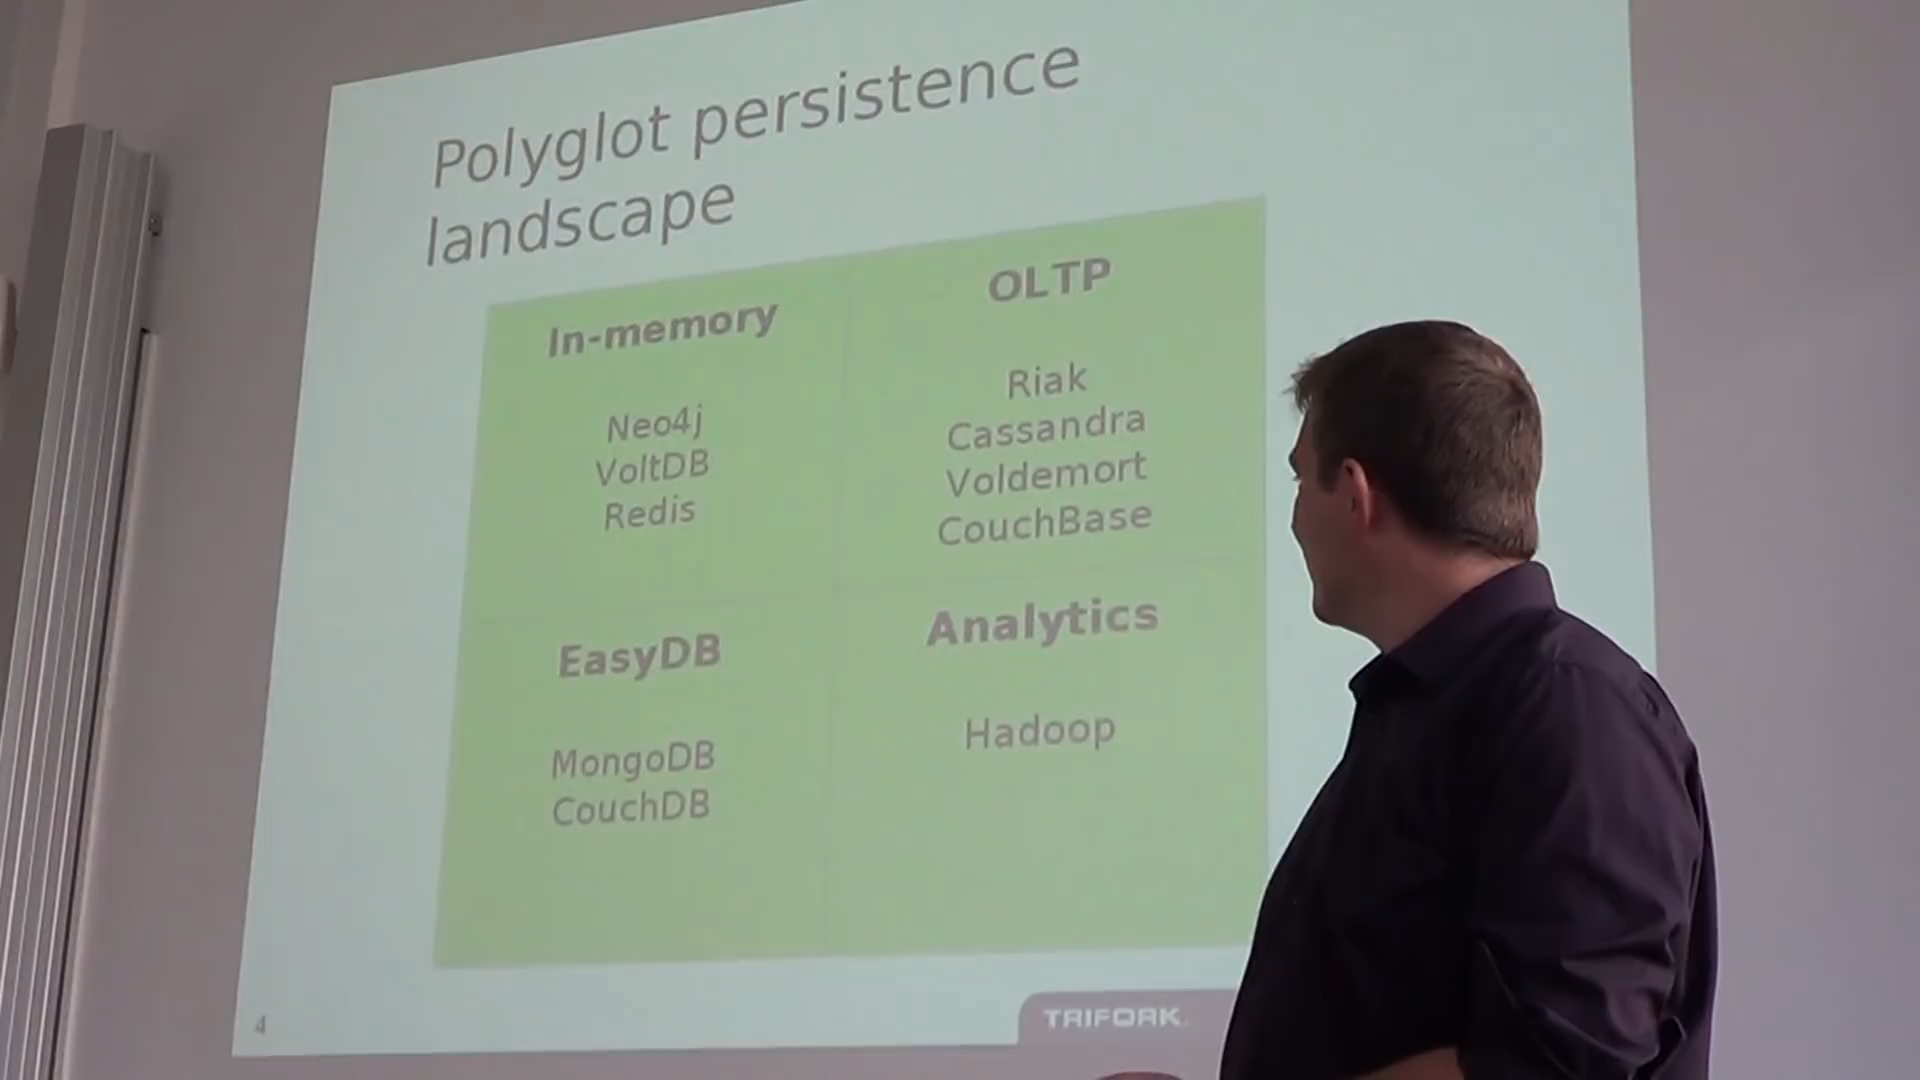 Polyglot persistence
landscape
In-memory
Neo4j
VoltDB
Redis
OLTP
Riak
Cassandra
Voldemort
CouchBase
EasyDB
MongoDB
CouchDB
Analytics
Hadoop
4
TRIFORK.